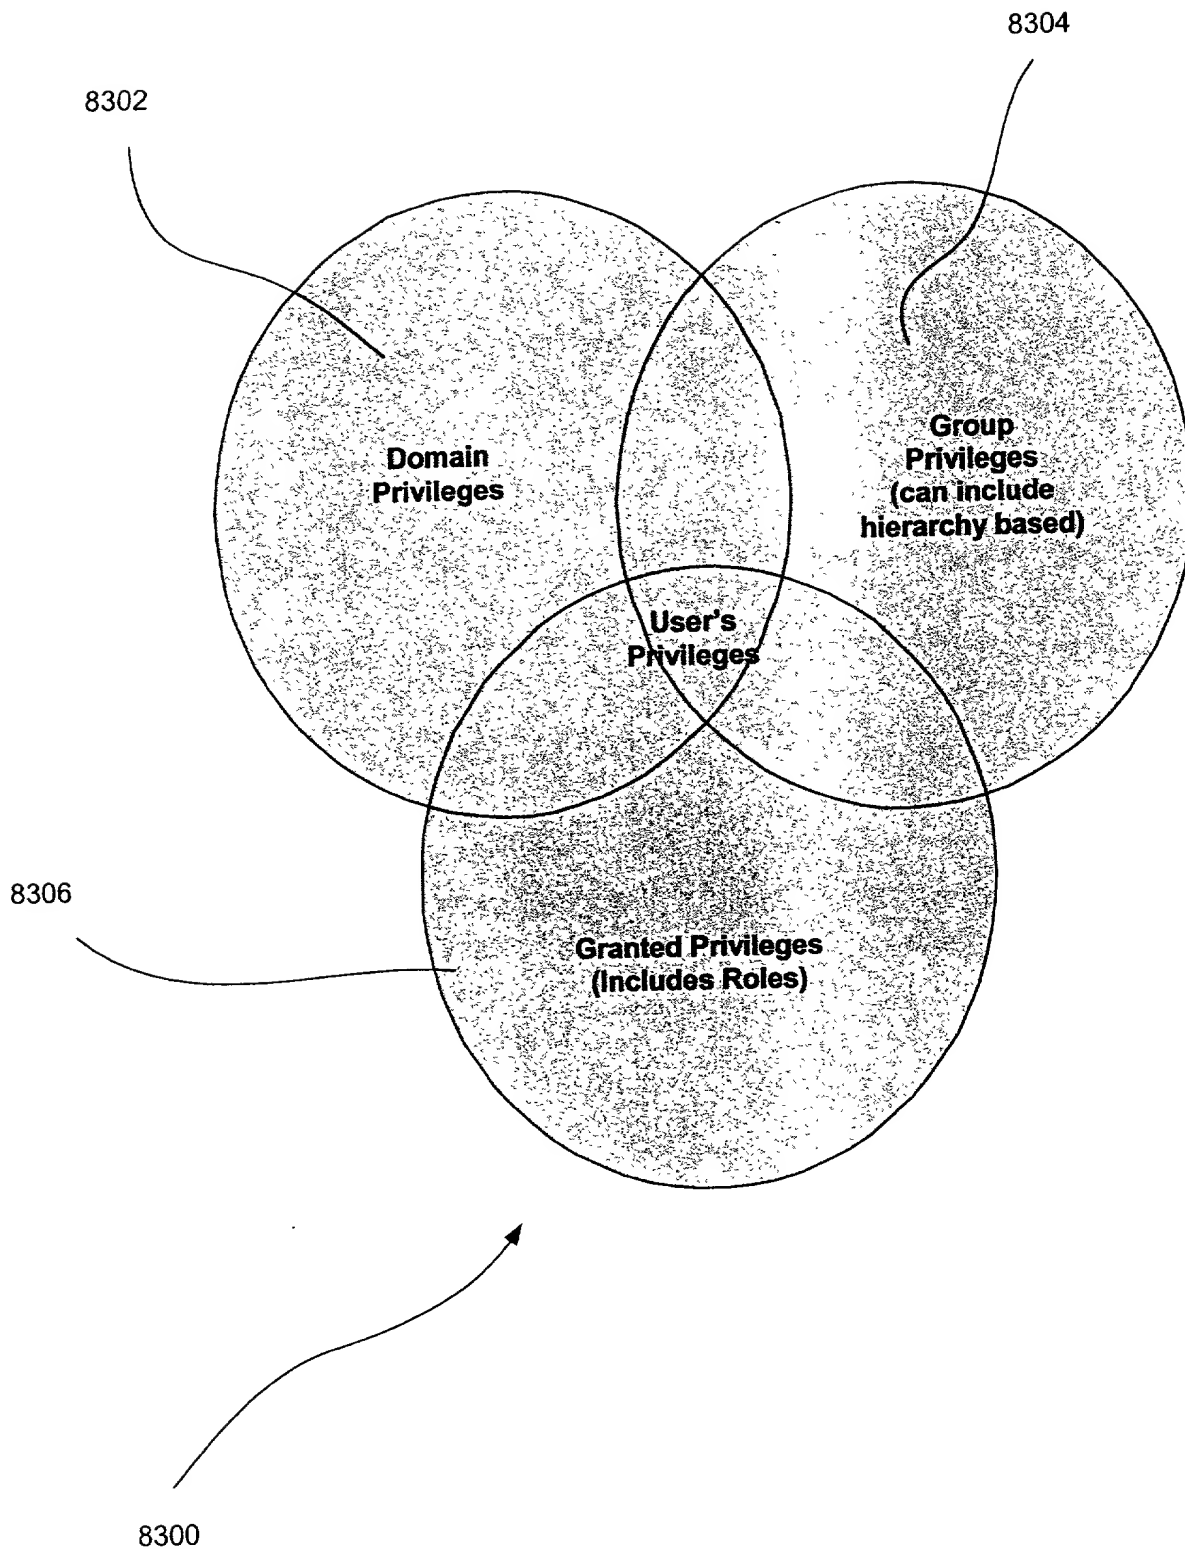 8304
8302
Domain
Privileges
Group
Privileges
(can include
hierarchy based)
User's
Privileges
8306
Granted Privileges
(Includes Roles)
8300